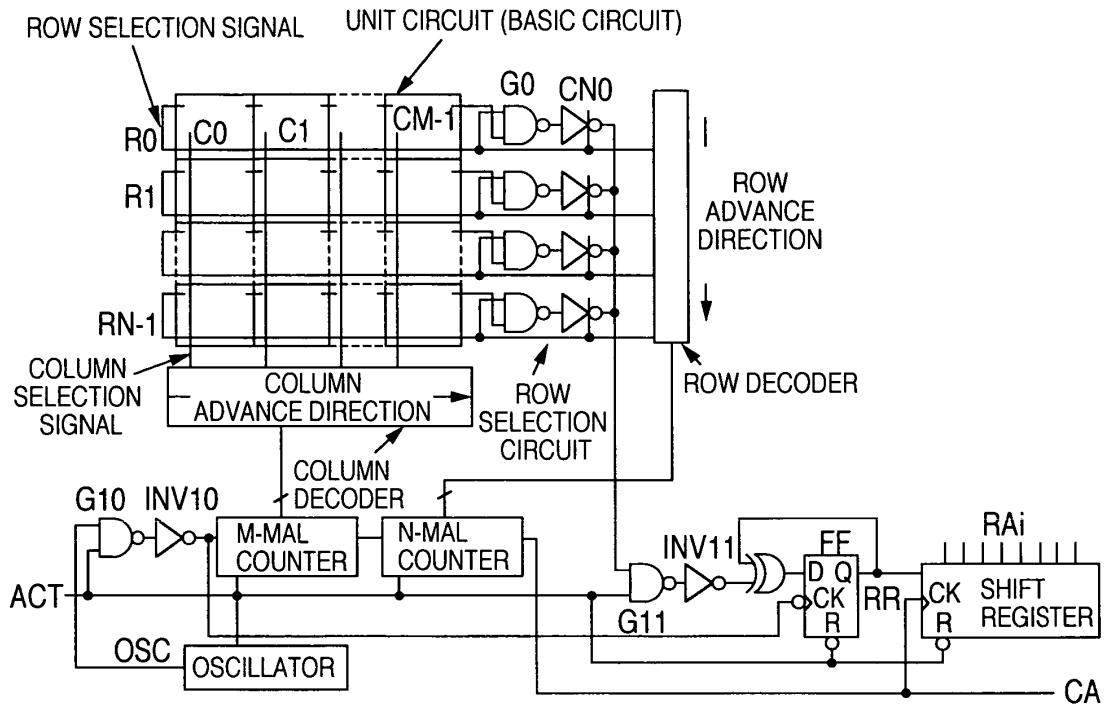 ROW SELECTION SIGNAL
UNIT CIRCUIT (BASIC CIRCUIT)
G0
CN0
R0
C0
C1
CM-1
R1
ROW
ADVANCE
DIRECTION
RN-1
COLUMN
SELECTION
SIGNAL
COLUMN
ADVANCE DIRECTION
ROW
SELECTION
CIRCUIT
ROW DECODER
COLUMN
DECODER
G10
INV10
M-MAL
COUNTER
N-MAL
COUNTER
INV11
FF
RAi
D Q
CK
R
RR
CK
R
SHIFT
REGISTER
ACT
G11
OSC
OSCILLATOR
CA